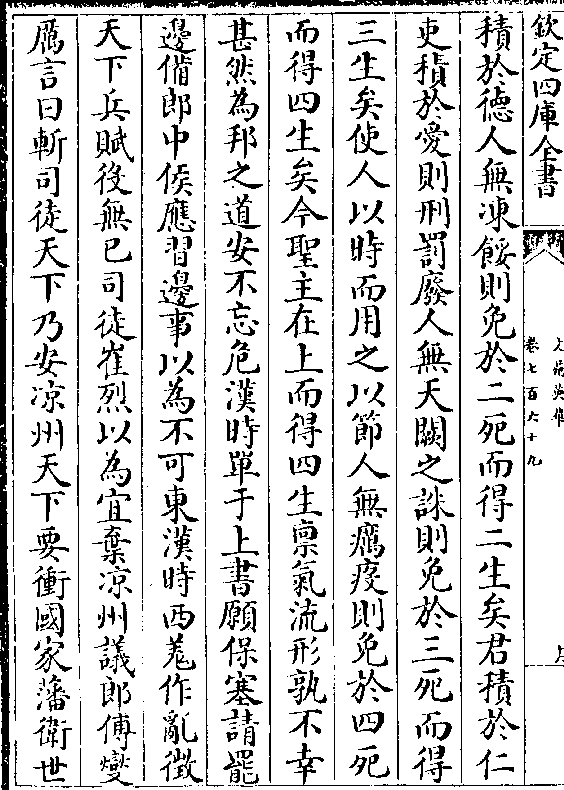 欽定四庫全書
文苑英華
卷七百六十九
積於徳人無凍餒則免於二死而得二生矣君積於仁
吏積於愛則刑罰廢人無天閼之誅則免於三死而得
三生矣使人以時而用之以節人無癘疫則免於四死
而得四生矣今聖主在上而得四生禀氣流形孰不幸
甚然為邦之道安不忘危漢時單于上書願保塞請罷
邊備郎中侯應習邊事以為不可東漢時西羗作亂徴
天下兵賦役無已司徒崔烈以為宜棄凉州議郎傅燮
厲言曰斬司徒天下乃安凉州天下要衝國家藩衛世